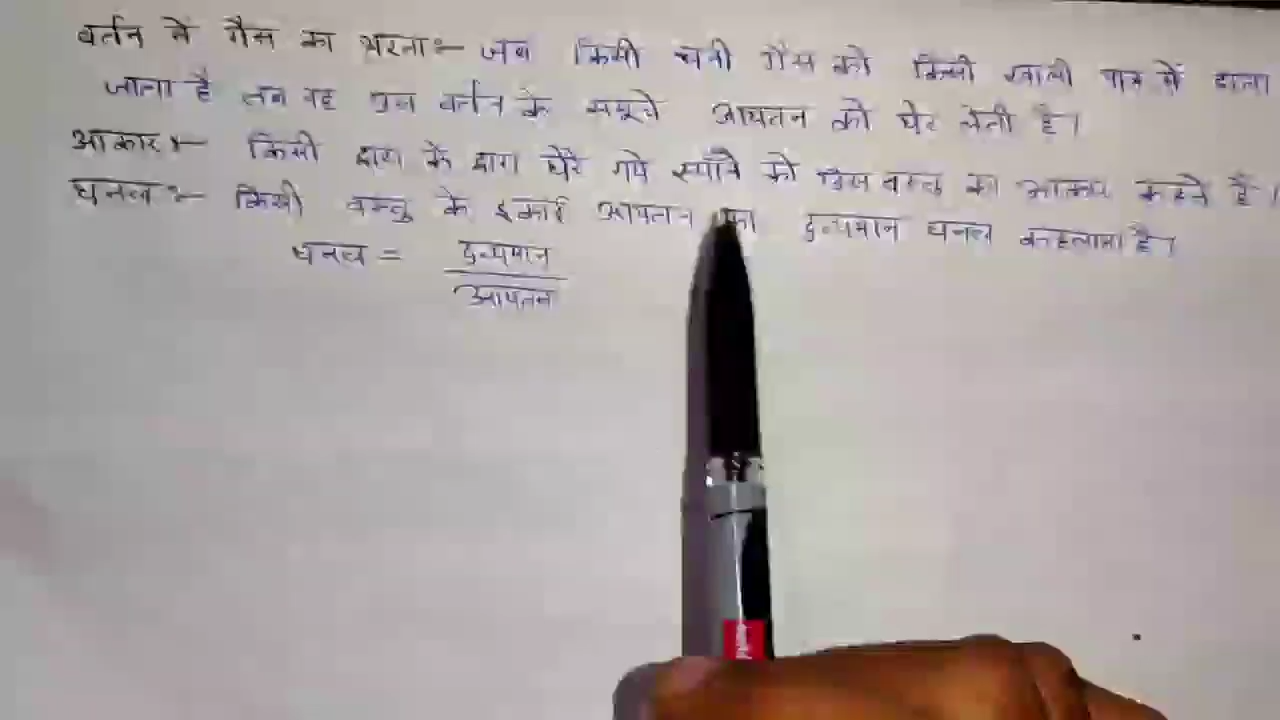 बर्तन में गैस का भरना:- जब किसी गैस को किसी खाली पात्र में डाला
जाता है तब वह उस बर्तन के समूचे आयतन को घेर लेती है।
आकार:- किसी के द्वारा घेरे गये स्थान को उस वस्तु का आकार कहते हैं।
घनत्व:- किसी वस्तु के इकाई आयतन का द्रव्यमान घनत्व कहलाता है।
घनत्व = द्रव्यमान
आयतन